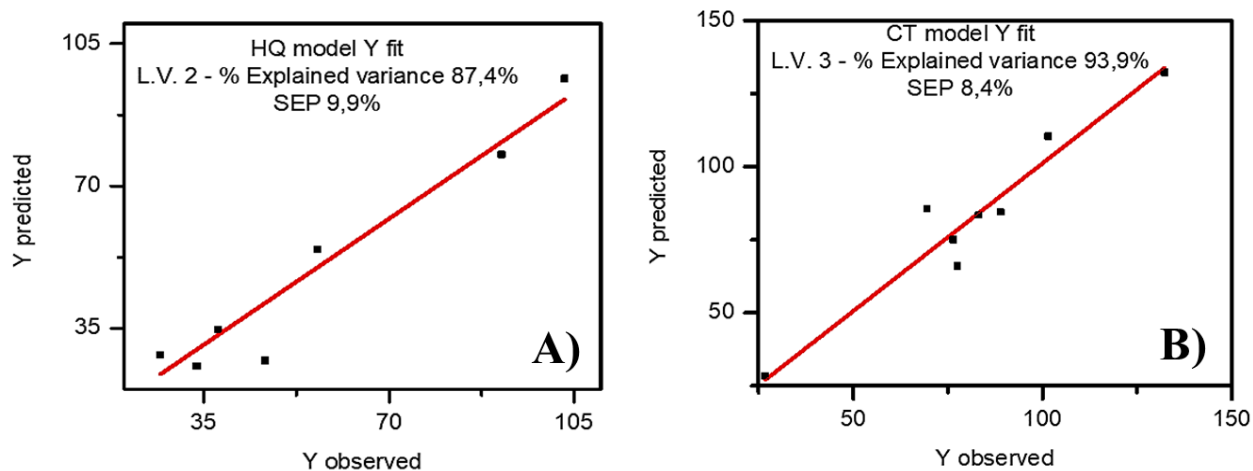 HQ model Y fit
L.V. 2 - % Explained variance 87,4%
SEP 9,9%
105
70
35
Y predicted
A)
35
70
105
Y observed
CT model Y fit
L.V. 3 - % Explained variance 93,9%
SEP 8,4%
150
100
50
Y predicted
B)
50
100
150
Y observed